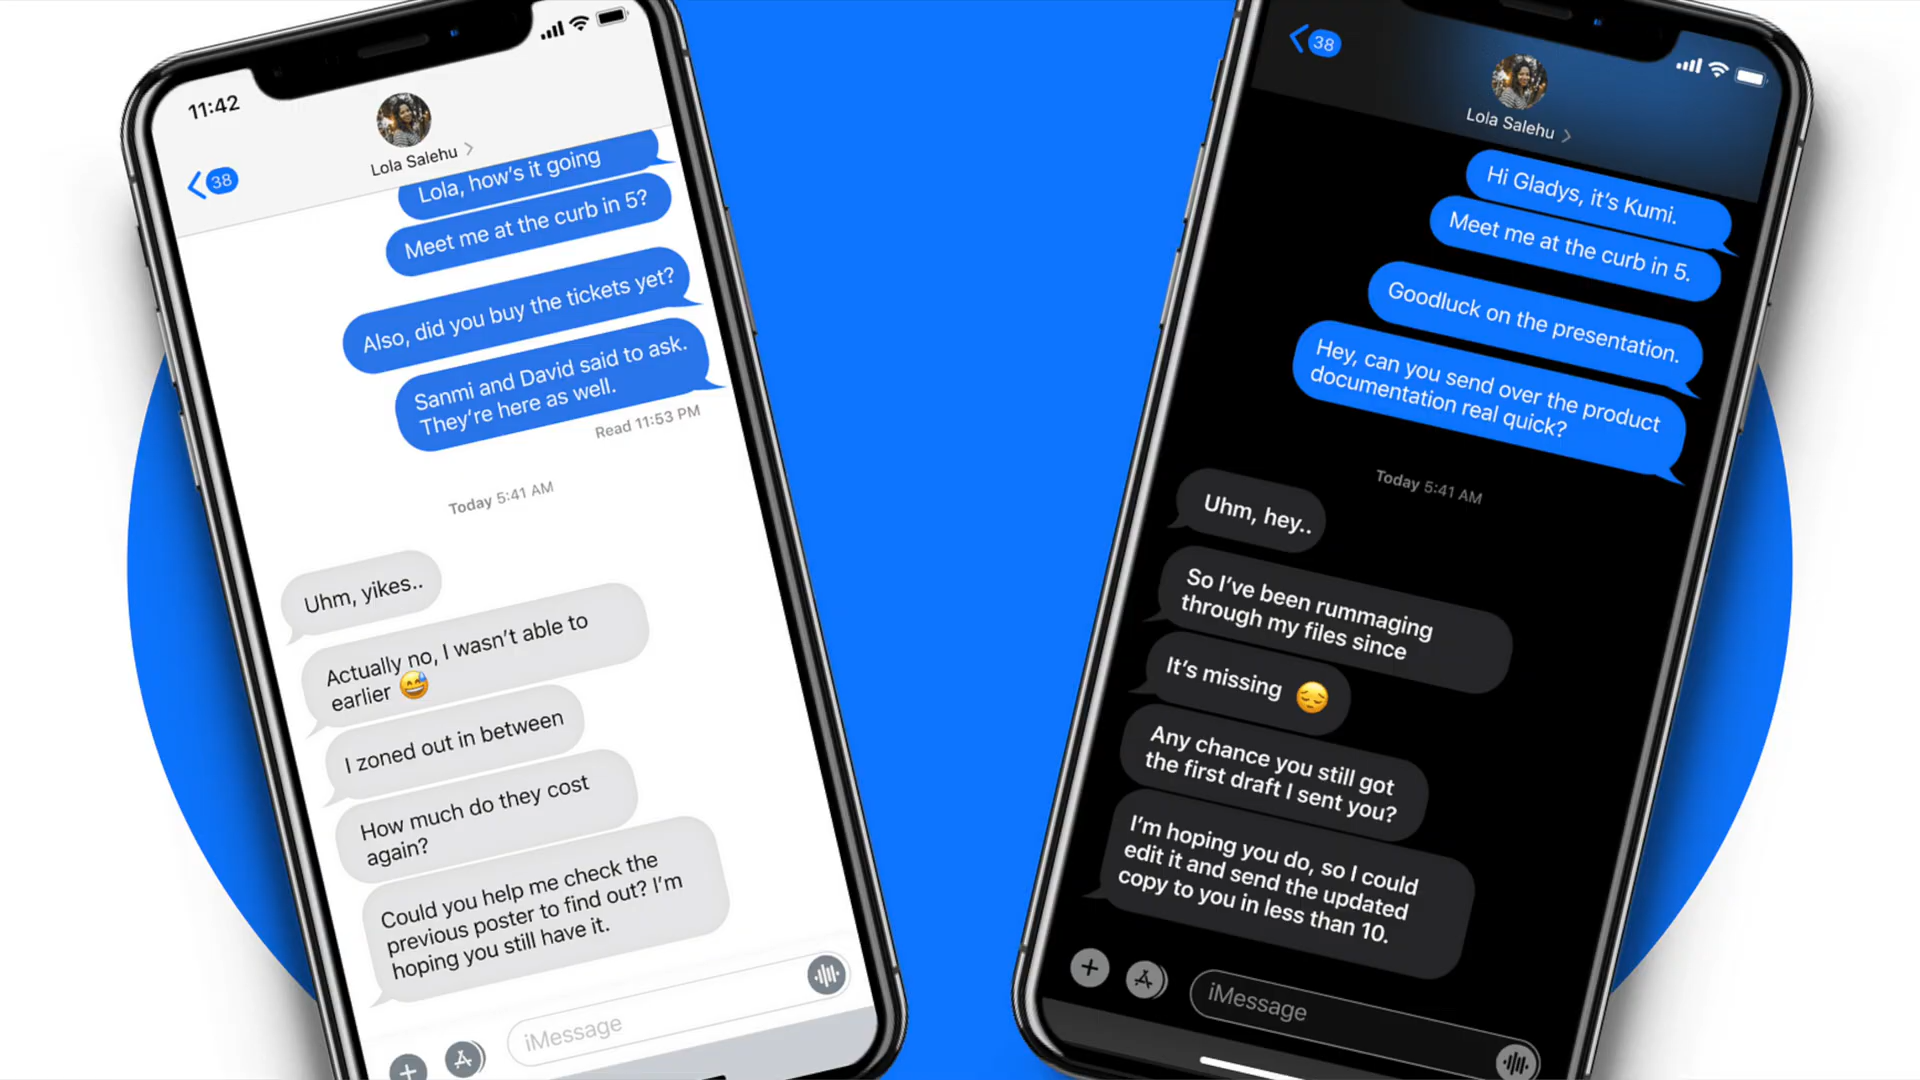 11:42
38
Lola Salehu
Lola, how's it going
Meet me at the curb in 5?
Also, did you buy the tickets yet?
Sanmi and David said to ask.
They're here as well.
Read 11:53 PM
Today 5:41 AM
Uhm, yikes..
Actually no, I wasn't able to
earlier 😅
I zoned out in between
How much do they cost
again?
Could you help me check the
previous poster to find out? I'm
hoping you still have it.
iMessage
38
Lola Salehu
Hi Gladys, it's Kumi.
Meet me at the curb in 5.
Goodluck on the presentation.
Hey, can you send over the product
documentation real quick?
Today 5:41 AM
Uhm, hey..
So I've been rummaging
through my files since
It's missing 😔
Any chance you still got
the first draft I sent you?
I'm hoping you do, so I could
edit it and send the updated
copy to you in less than 10.
iMessage